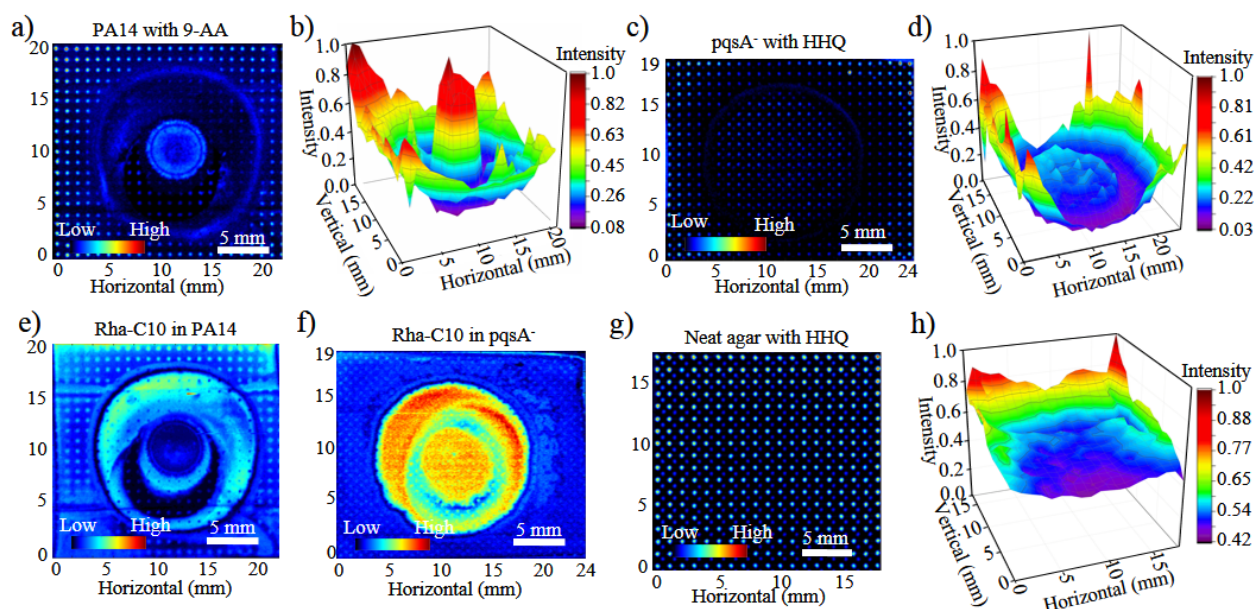 a)
PA14 with 9-AA
20
15
10
5
0
Low High
5 mm
0 5 10 15 20
Horizontal (mm)
b)
1.0
0.8
0.6
0.4
0.2
0.0
Intensity
15
10
5
0
Vertical (mm)
5 10 15 20
Horizontal (mm)
Intensity
1.0
0.82
0.63
0.45
0.26
0.08
c)
pqsA⁻ with HHQ
19
15
10
5
0
Low High
5 mm
0 5 10 15 20 24
Horizontal (mm)
d)
1.0
0.8
0.6
0.4
0.2
0.0
Intensity
15
10
5
0
Vertical (mm)
5 10 15 20
Horizontal (mm)
Intensity
1.0
0.81
0.61
0.42
0.22
0.03
e)
Rha-C10 in PA14
20
15
10
5
0
Low High
5 mm
0 5 10 15 20
Horizontal (mm)
f)
Rha-C10 in pqsA⁻
19
15
10
5
0
Low High
5 mm
0 5 10 15 20 24
Horizontal (mm)
g)
Neat agar with HHQ
15
10
5
0
Low High
5 mm
0 5 10 15
Horizontal (mm)
h)
1.0
0.8
0.6
0.4
0.2
0.0
Intensity
15
10
5
0
Vertical (mm)
0 5 10 15
Horizontal (mm)
Intensity
1.0
0.88
0.77
0.65
0.54
0.42